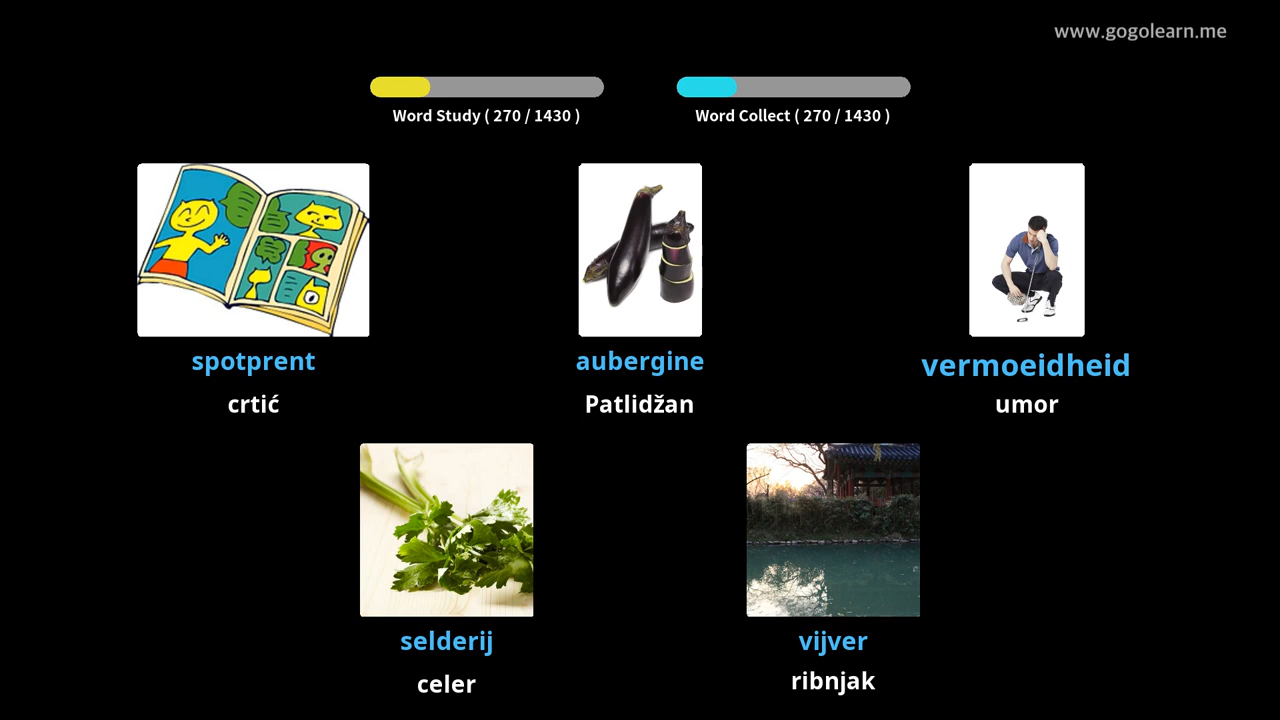 www.gogolearn.me
Word Study ( 270 / 1430 )
Word Collect ( 270 / 1430 )
spotprent
crtić
aubergine
Patlidžan
vermoeidheid
umor
selderij
celer
vijver
ribnjak